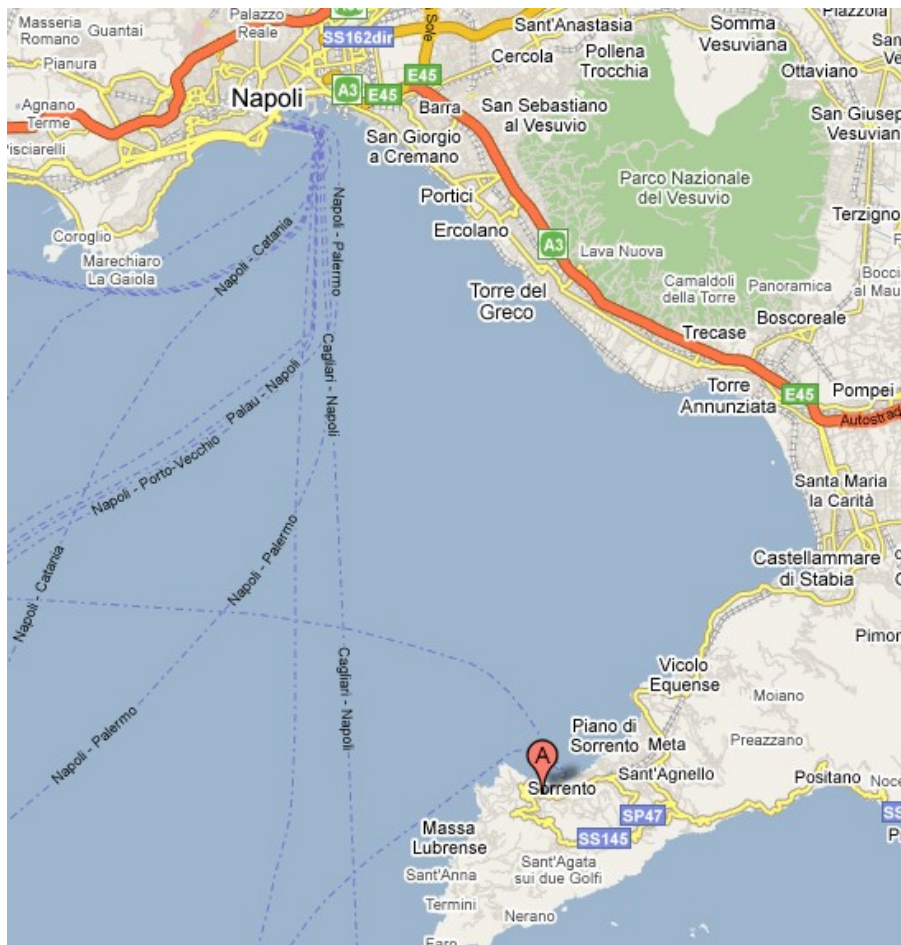 Masseria
Romano
Guantai
Palazzo
Reale
Sole
Sant'Anastasia
Somma
Vesuviana
SS162dir
Cercola
Pollena
Trocchia
Pianura
Ottaviano
E45
Napoli
A3
E45
Barra
San Sebastiano
al Vesuvio
Agnano
Terme
Pisciarelli
San Giorgio
a Cremano
Parco Nazionale
del Vesuvio
Portici
Terzigno
Ercolano
Coroglio
Marechiaro
La Gaiola
Napoli - Catania
Napoli - Palermo
A3
Lava Nuova
Camaldoli
della Torre
Panoramica
Torre del
Greco
Boscoreale
Trecase
Cagliari - Napoli
Palau - Napoli
Napoli - Porto-Vecchio
Torre
Annunziata
E45
Pompei
Autostrad
Santa Maria
la Carità
Napoli - Catania
Napoli - Palermo
Castellammare
di Stabia
Pimon
Cagliari - Napoli
Vicolo
Equense
Moiano
Napoli - Palermo
Piano di
Sorrento
Meta
Preazzano
A
Sant'Agnello
Positano
Sorrento
SP47
SS145
Massa
Lubrense
Sant'Anna
Sant'Agata
sui due Golfi
Termini
Nerano